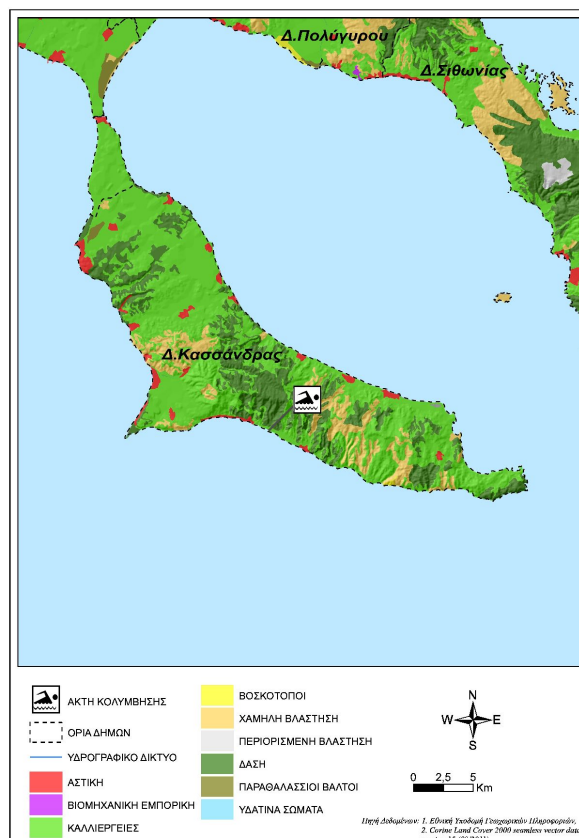 Δ.Πολύγυρου
Δ.Σιθωνίας
Δ.Κασσάνδρας
ΑΚΤΗ ΚΟΛΥΜΒΗΣΗΣ
ΟΡΙΑ ΔΗΜΩΝ
ΥΔΡΟΓΡΑΦΙΚΟ ΔΙΚΤΥΟ
ΑΣΤΙΚΗ
ΒΙΟΜΗΧΑΝΙΚΗ ΕΜΠΟΡΙΚΗ
ΚΑΛΛΙΕΡΓΕΙΕΣ
ΒΟΣΚΟΤΟΠΟΙ
ΧΑΜΗΛΗ ΒΛΑΣΤΗΣΗ
ΠΕΡΙΟΡΙΣΜΕΝΗ ΒΛΑΣΤΗΣΗ
ΔΑΣΗ
ΠΑΡΑΘΑΛΑΣΣΙΟΙ ΒΑΛΤΟΙ
ΥΔΑΤΙΝΑ ΣΩΜΑΤΑ
N
W E
S
0 2,5 5
Km
Πηγή Δεδομένων: 1. Εθνική Υποδομή Γεωχωρικών Πληροφοριών,
2. Corine Land Cover 2000 seamless vector data